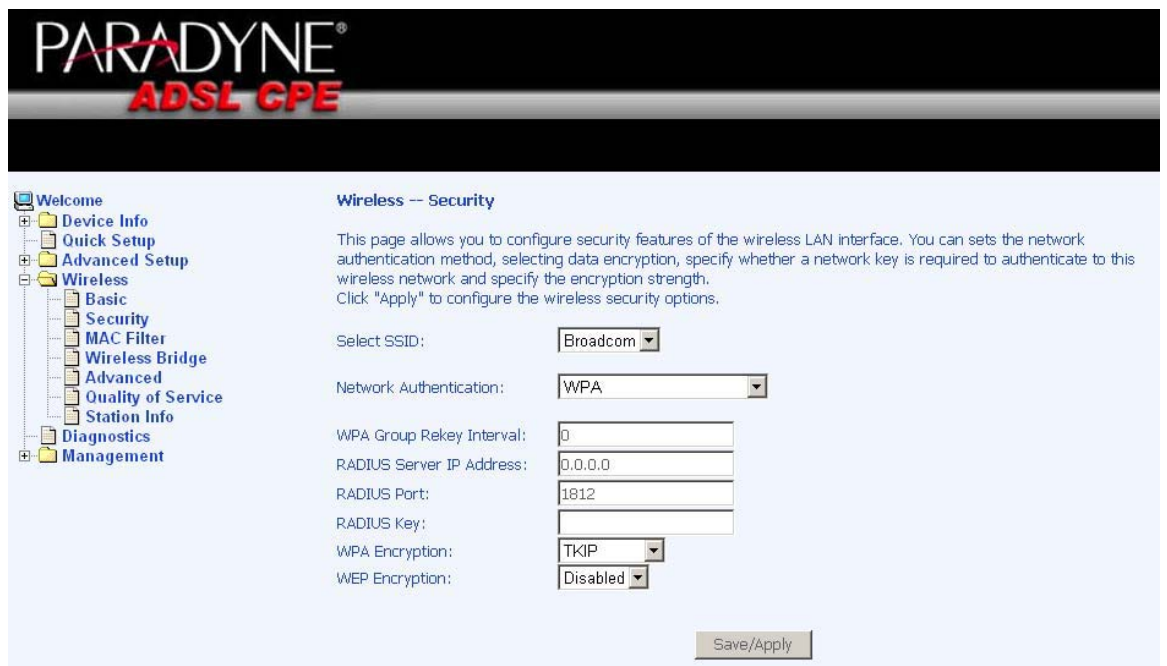 PARADYNE®
ADSL CPE
Welcome
Device Info
Quick Setup
Advanced Setup
Wireless
Basic
Security
MAC Filter
Wireless Bridge
Advanced
Quality of Service
Station Info
Diagnostics
Management
Wireless -- Security
This page allows you to configure security features of the wireless LAN interface. You can sets the network
authentication method, selecting data encryption, specify whether a network key is required to authenticate to this
wireless network and specify the encryption strength.
Click "Apply" to configure the wireless security options.
Select SSID: Broadcom
Network Authentication: WPA
WPA Group Rekey Interval: 0
RADIUS Server IP Address: 0.0.0.0
RADIUS Port: 1812
RADIUS Key:
WPA Encryption: TKIP
WEP Encryption: Disabled
Save/Apply